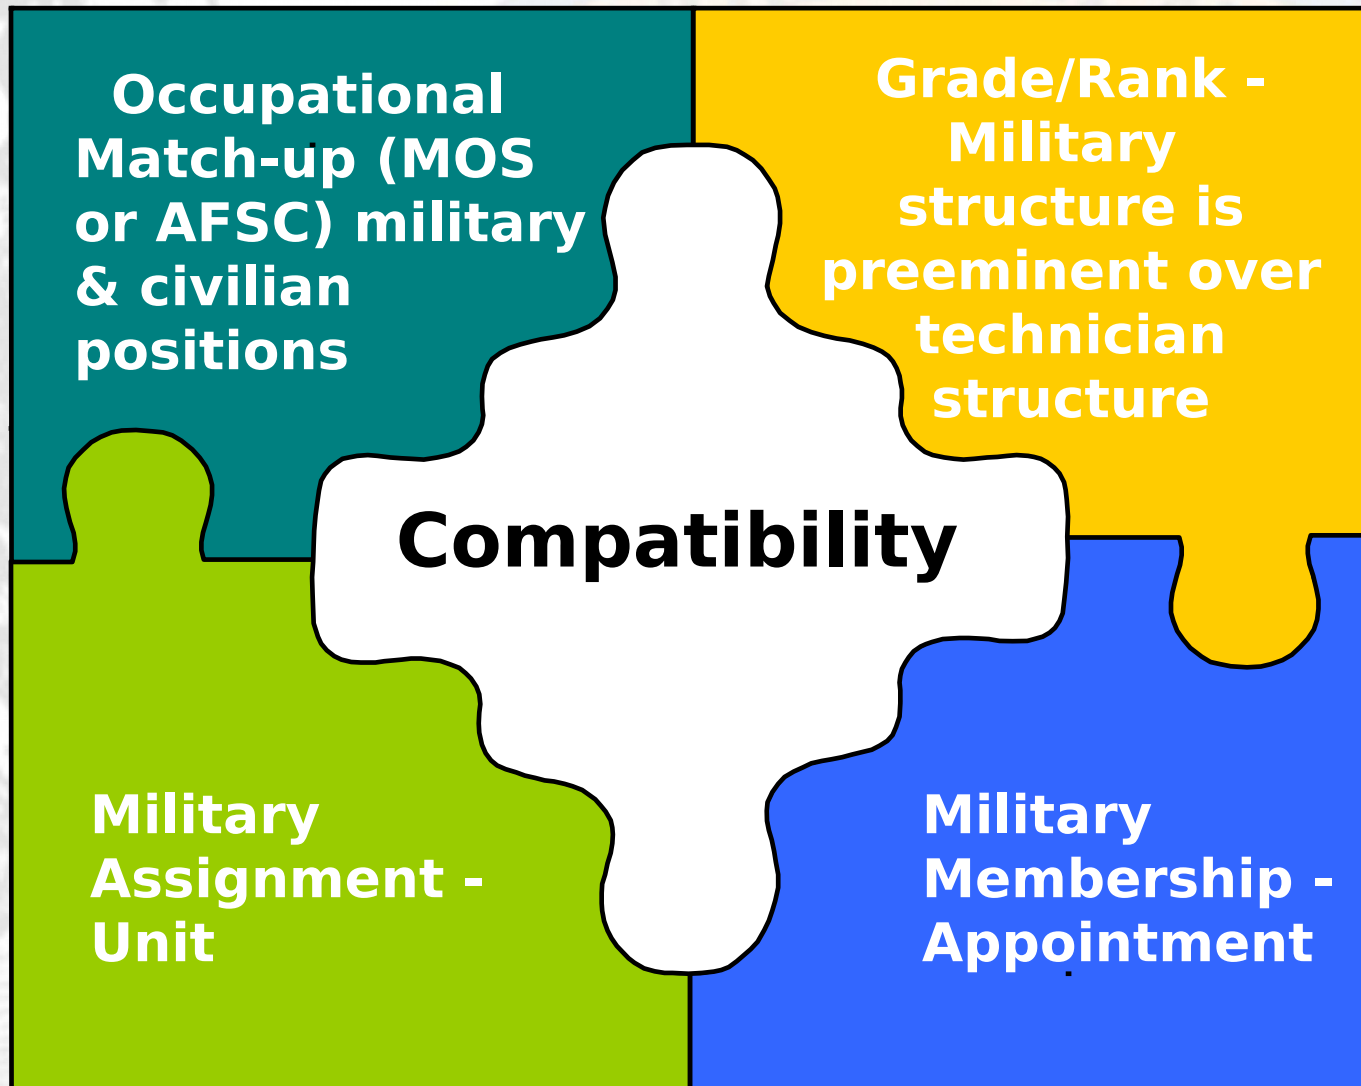 Occupational
Match-up (MOS
or AFSC) military
& civilian
positions
Grade/Rank -
Military
structure is
preeminent over
technician
structure
Compatibility
Military
Assignment -
Unit
Military
Membership -
Appointment